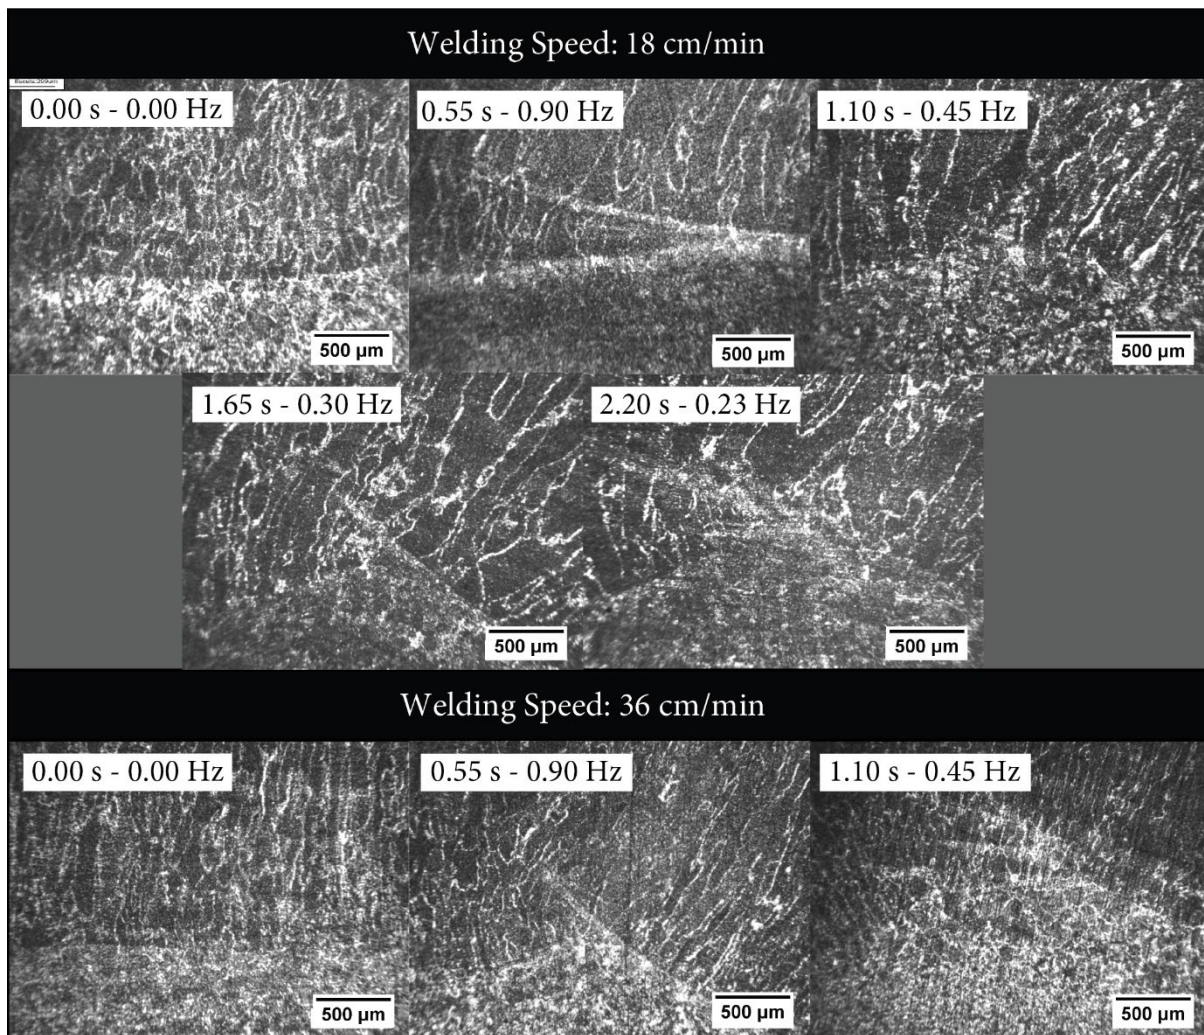 Welding Speed: 18 cm/min
0.00 s - 0.00 Hz
0.55 s - 0.90 Hz
1.10 s - 0.45 Hz
500 µm
500 µm
500 µm
1.65 s - 0.30 Hz
2.20 s - 0.23 Hz
500 µm
500 µm
Welding Speed: 36 cm/min
0.00 s - 0.00 Hz
0.55 s - 0.90 Hz
1.10 s - 0.45 Hz
500 µm
500 µm
500 µm